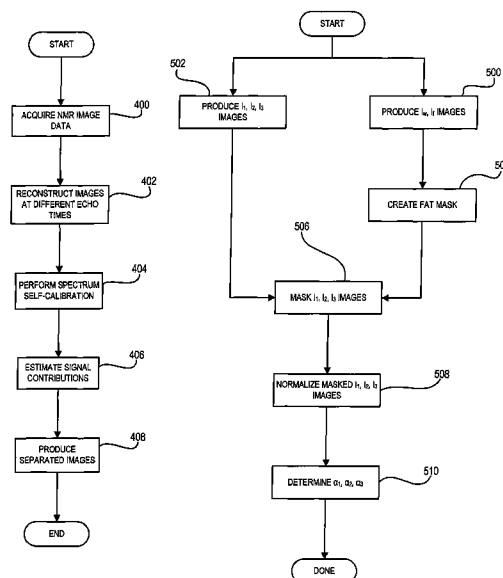 START
400
ACQUIRE NMR IMAGE
DATA
402
RECONSTRUCT IMAGES
AT DIFFERENT ECHO
TIMES
404
PERFORM SPECTRUM
SELF-CALIBRATION
406
ESTIMATE SIGNAL
CONTRIBUTIONS
408
PRODUCE
SEPARATED IMAGES
END
START
502
PRODUCE I₁, I₂, I₃
IMAGES
500
PRODUCE Iw, If IMAGES
50
CREATE FAT MASK
506
MASK I₁, I₂, I₃ IMAGES
508
NORMALIZE MASKED I₁, I₂, I₃
IMAGES
510
DETERMINE α₁, α₂, α₃
DONE